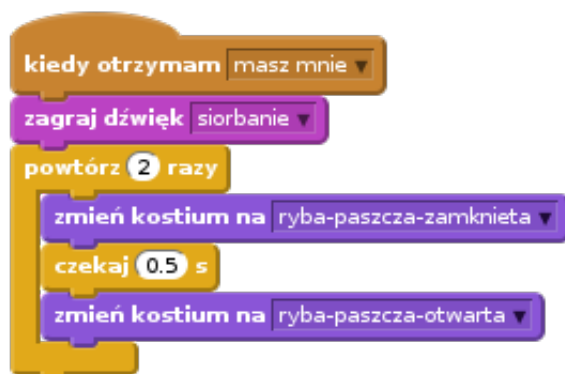 kiedy otrzymam masz mnie
zagraj dźwięk siorbanie
powtórz 2 razy
zmień kostium na ryba-paszcza-zamknieta
czekaj 0.5 s
zmień kostium na ryba-paszcza-otwarta